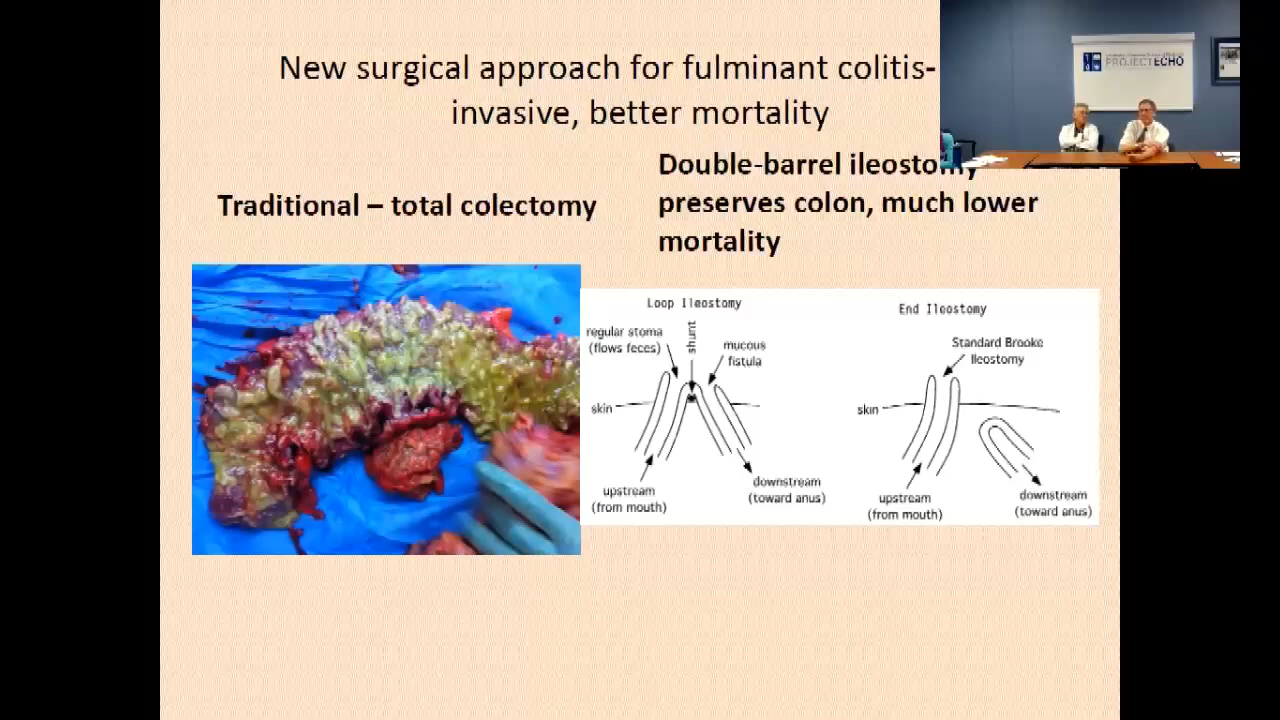 New surgical approach for fulminant colitis-
invasive, better mortality
PROJECT ECHO
Traditional – total colectomy
Double-barrel ileostomy
preserves colon, much lower
mortality
Loop Ileostomy
regular stoma
(flows feces)
shunt
mucous
fistula
skin
upstream
(from mouth)
downstream
(toward anus)
End Ileostomy
Standard Brooke
Ileostomy
skin
upstream
(from mouth)
downstream
(toward anus)